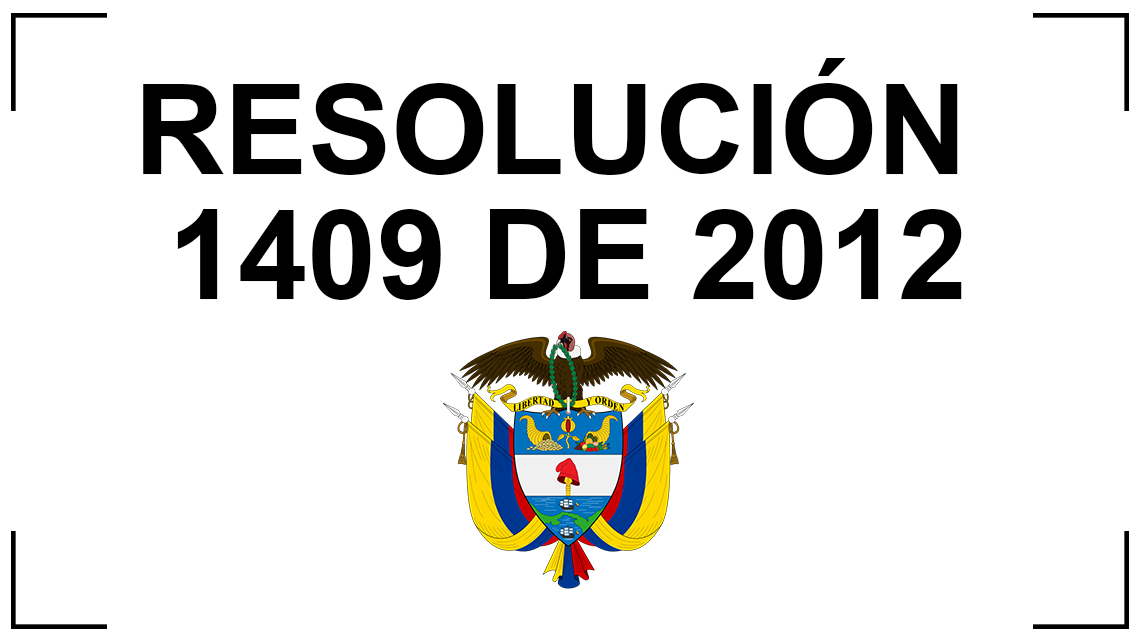 RESOLUCIÓN
1409 DE 2012
LIBERTAD Y ORDEN